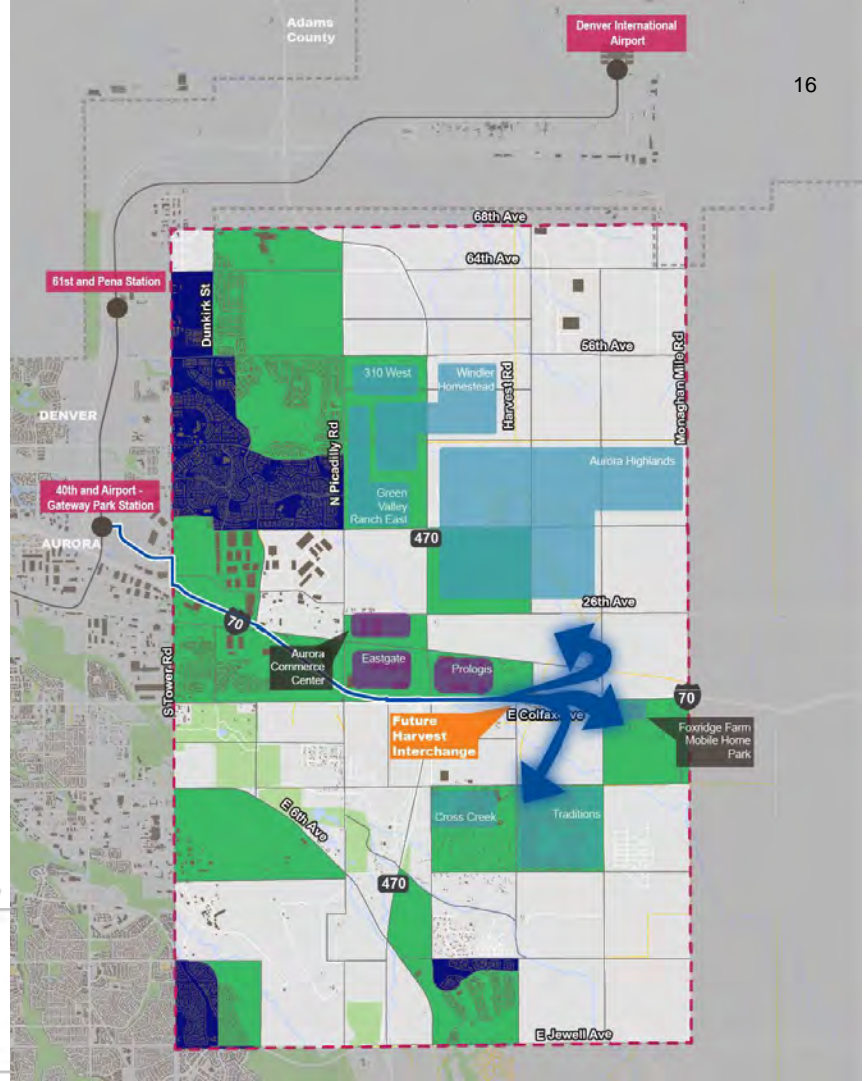 Adams
County
Denver International
Airport
16
68th Ave
64th Ave
61st and Pena Station
Dunkirk St
56th Ave
Monaghan Mile Rd
310 West
Windler
Homestead
Harvest Rd
DENVER
N Picadilly Rd
Aurora Highlands
40th and Airport -
Gateway Park Station
Green
Valley
Ranch East
AURORA
470
26th Ave
70
Aurora
Commerce
Center
Eastgate
Prologis
S Tower Rd
70
E Colfax Ave
Future
Harvest
Interchange
Foxridge Farm
Mobile Home
Park
E 6th Ave
Cross Creek
Traditions
470
E Jewell Ave